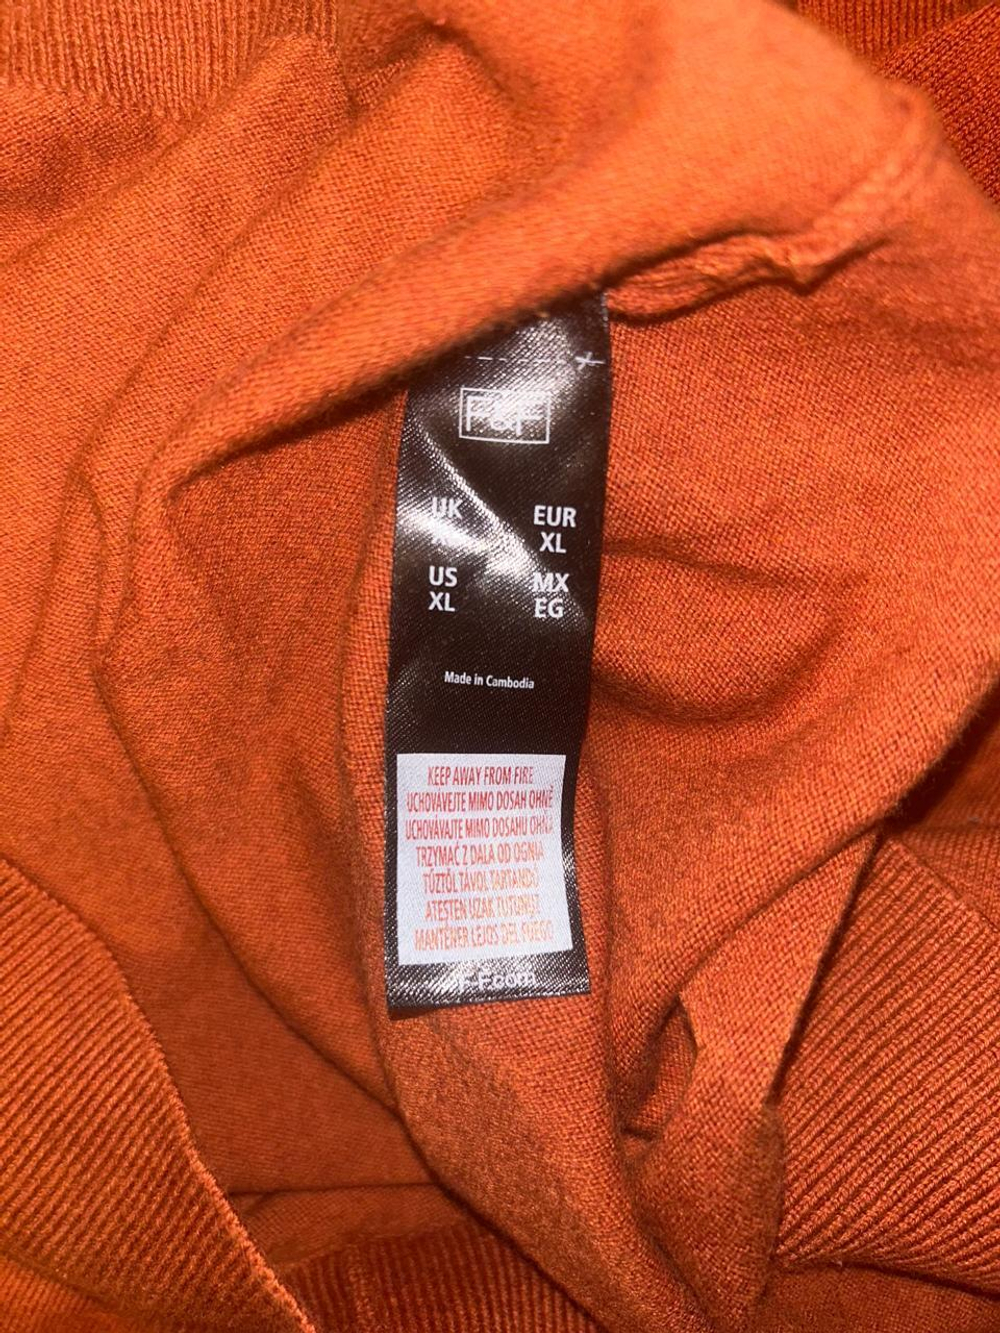 F&F
UK EUR
XL
US MX
XL EG
Made in Cambodia
KEEP AWAY FROM FIRE
UCHOVÁVEJTE MIMO DOSAH OHNĚ
UCHOVÁVAJTE MIMO DOSAHU OHŇA
TRZYMAĆ Z DALA OD OGNIA
TŰZTŐL TÁVOL TARTANDÓ
ATEŞTEN UZAK TUTUNUZ
MANTENER LEJOS DEL FUEGO